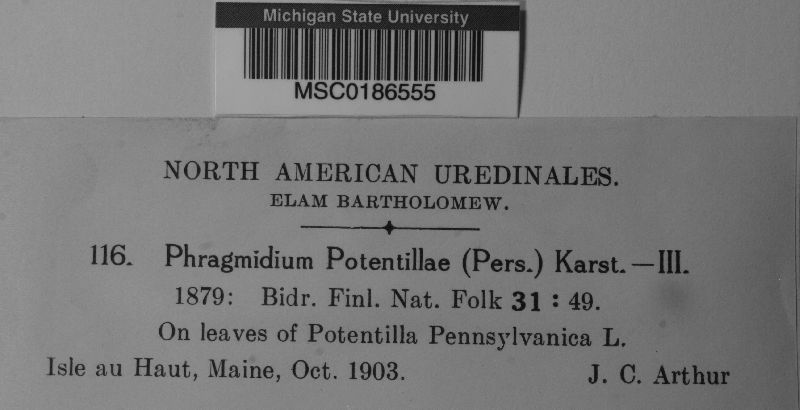 Michigan State University
MSC0186555
NORTH AMERICAN UREDINALES.
ELAM BARTHOLOMEW.
116. Phragmidium Potentillae (Pers.) Karst.—III.
1879: Bidr. Finl. Nat. Folk 31 : 49.
On leaves of Potentilla Pennsylvanica L.
Isle au Haut, Maine, Oct. 1903. J. C. Arthur